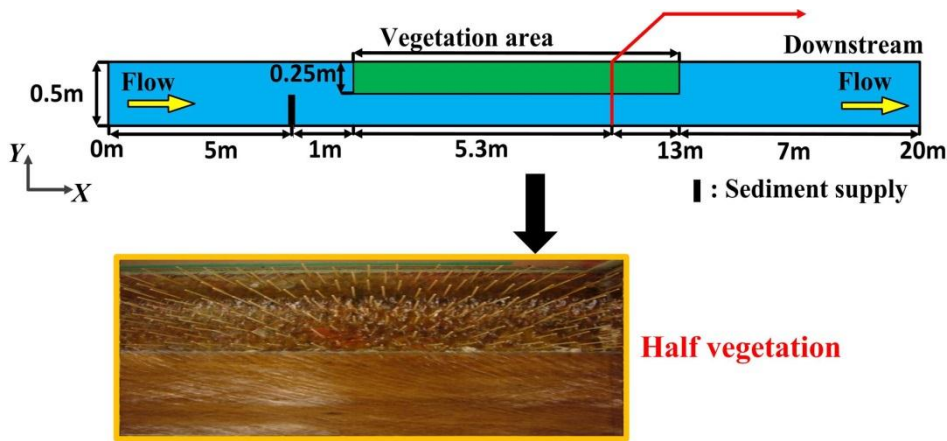 Vegetation area
Downstream
Flow
0.25m
Flow
0.5m
0m
5m
1m
5.3m
13m
7m
20m
Y
X
: Sediment supply
Half vegetation